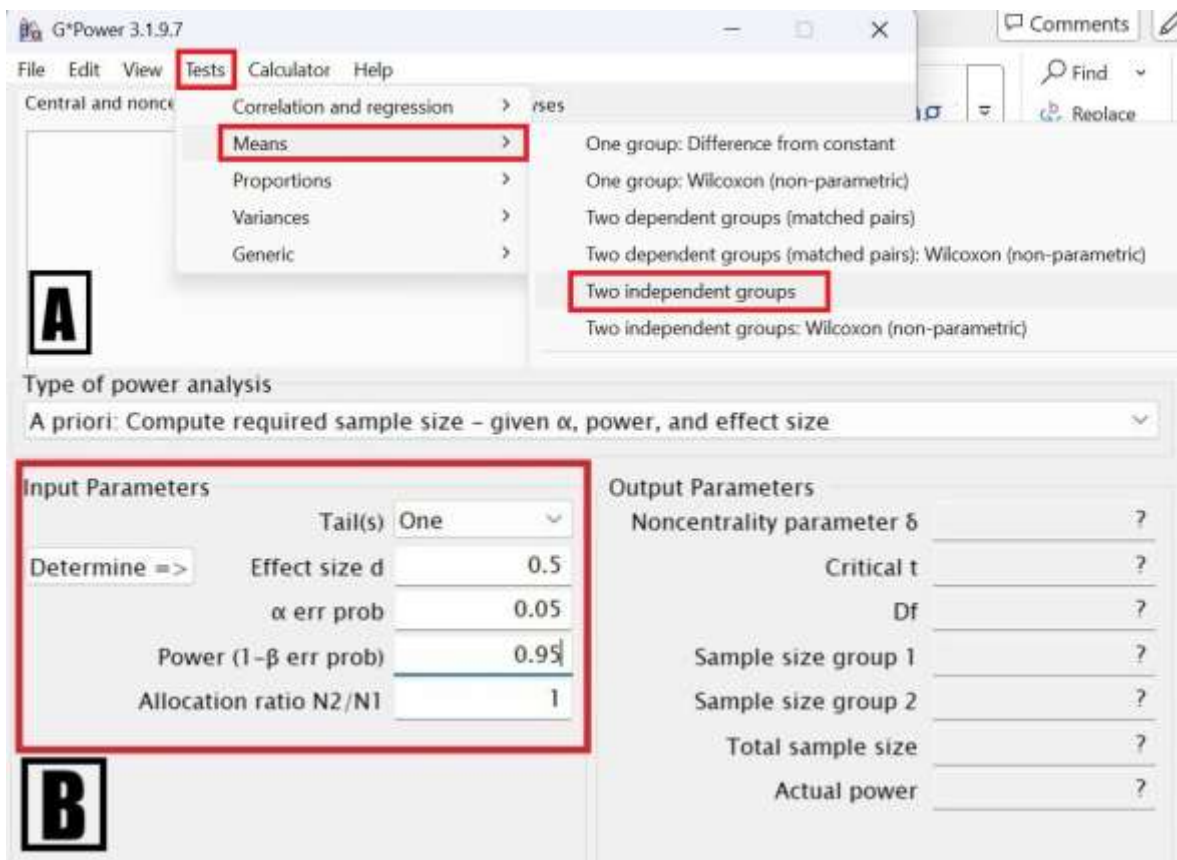 G*Power 3.1.9.7
Comments
File Edit View Tests Calculator Help
Find
Replace
Central and nonce
yses
Correlation and regression
Means
Proportions
Variances
Generic
One group: Difference from constant
One group: Wilcoxon (non-parametric)
Two dependent groups (matched pairs)
Two dependent groups (matched pairs): Wilcoxon (non-parametric)
Two independent groups
Two independent groups: Wilcoxon (non-parametric)
A
Type of power analysis
A priori: Compute required sample size – given α, power, and effect size
Input Parameters
Tail(s) One
Determine => Effect size d 0.5
α err prob 0.05
Power (1-β err prob) 0.95
Allocation ratio N2/N1 1
Output Parameters
Noncentrality parameter δ ?
Critical t ?
Df ?
Sample size group 1 ?
Sample size group 2 ?
Total sample size ?
Actual power ?
B